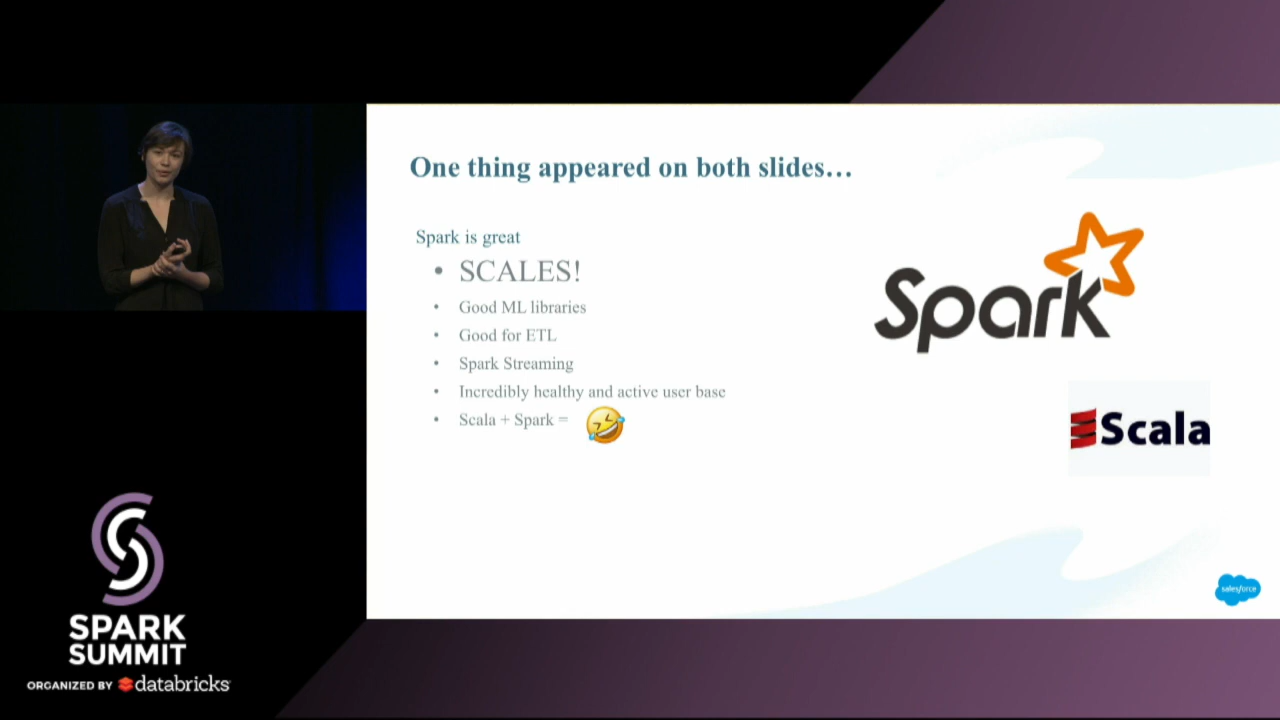 One thing appeared on both slides…
Spark is great
• SCALES!
• Good ML libraries
• Good for ETL
• Spark Streaming
• Incredibly healthy and active user base
• Scala + Spark =
Spark
Scala
salesforce
SPARK
SUMMIT
ORGANIZED BY databricks